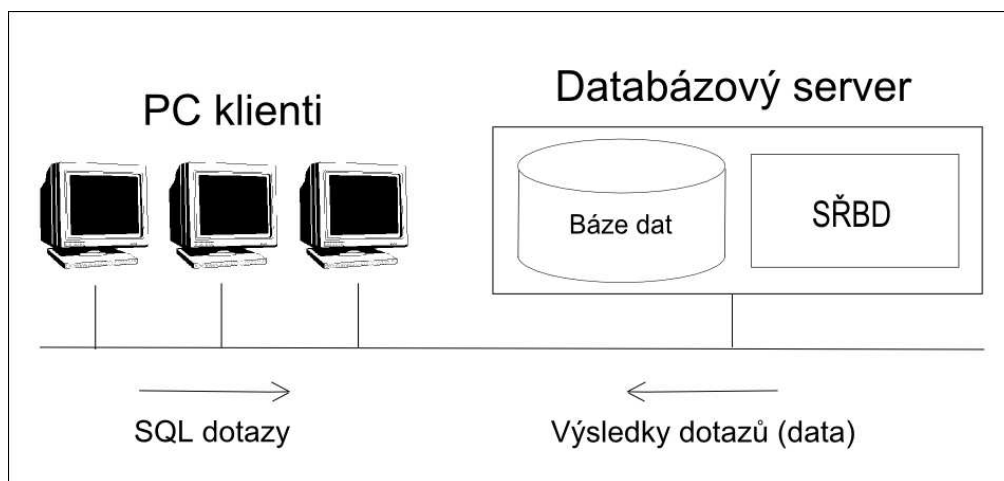 PC klienti
Databázový server
Báze dat
SŘBD
SQL dotazy
Výsledky dotazů (data)